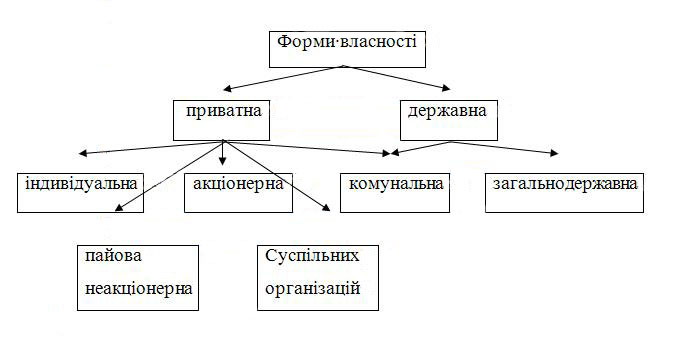 Форми·власності
приватна
державна
індивідуальна
акціонерна
комунальна
загальнодержавна
пайова
неакціонерна
Суспільних
організацій